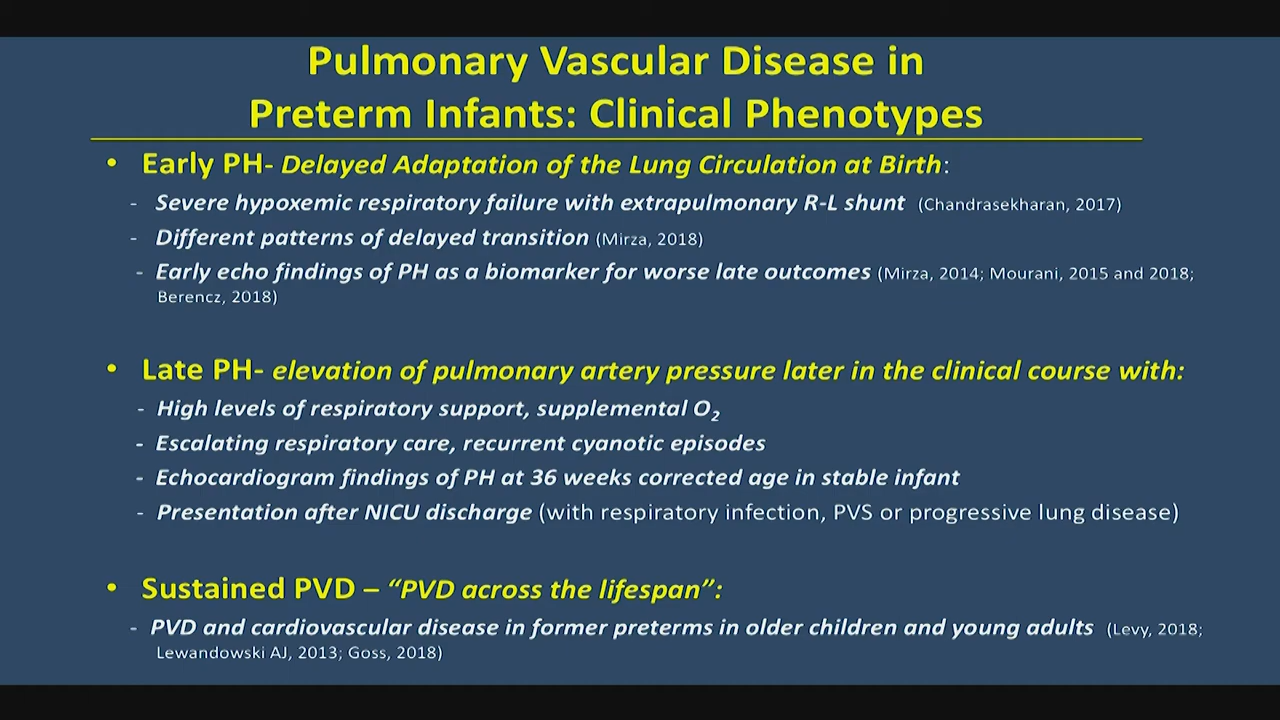 Pulmonary Vascular Disease in
Preterm Infants: Clinical Phenotypes
• Early PH- Delayed Adaptation of the Lung Circulation at Birth:
- Severe hypoxemic respiratory failure with extrapulmonary R-L shunt (Chandrasekharan, 2017)
- Different patterns of delayed transition (Mirza, 2018)
- Early echo findings of PH as a biomarker for worse late outcomes (Mirza, 2014; Mourani, 2015 and 2018;
Berencz, 2018)
• Late PH- elevation of pulmonary artery pressure later in the clinical course with:
- High levels of respiratory support, supplemental O2
- Escalating respiratory care, recurrent cyanotic episodes
- Echocardiogram findings of PH at 36 weeks corrected age in stable infant
- Presentation after NICU discharge (with respiratory infection, PVS or progressive lung disease)
• Sustained PVD – “PVD across the lifespan”:
- PVD and cardiovascular disease in former preterms in older children and young adults (Levy, 2018;
Lewandowski AJ, 2013; Goss, 2018)